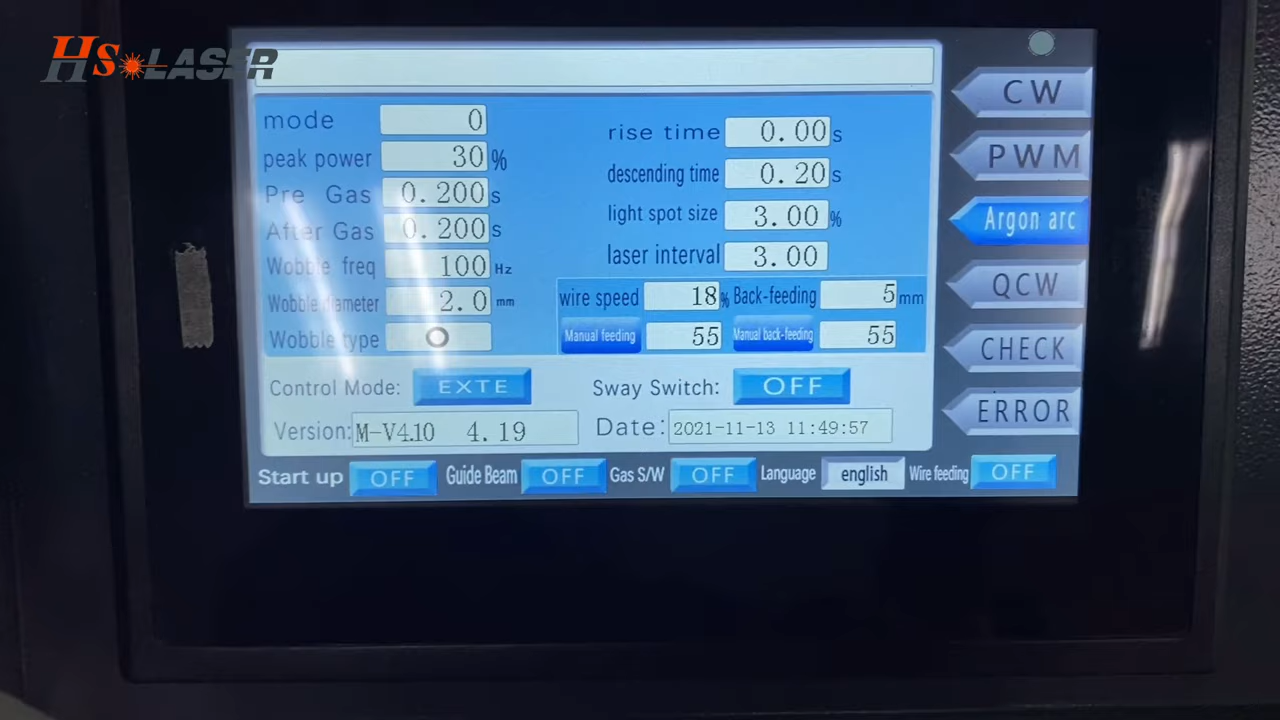 HS LASER
mode 0
peak power 30 %
Pre Gas 0.200 s
After Gas 0.200 s
Wobble freq 100 Hz
Wobble diameter 2.0 mm
Wobble type O
rise time 0.00 s
descending time 0.20 s
light spot size 3.00 %
laser interval 3.00
wire speed 18 % Back-feeding 5 mm
Manual feeding 55 Manual back-feeding 55
Control Mode: EXTE Sway Switch: OFF
Version: M-V4.10 4.19 Date: 2021-11-13 11:49:57
Start up OFF Guide Beam OFF Gas S/W OFF Language english Wire feeding OFF
CW
PWM
Argon arc
QCW
CHECK
ERROR